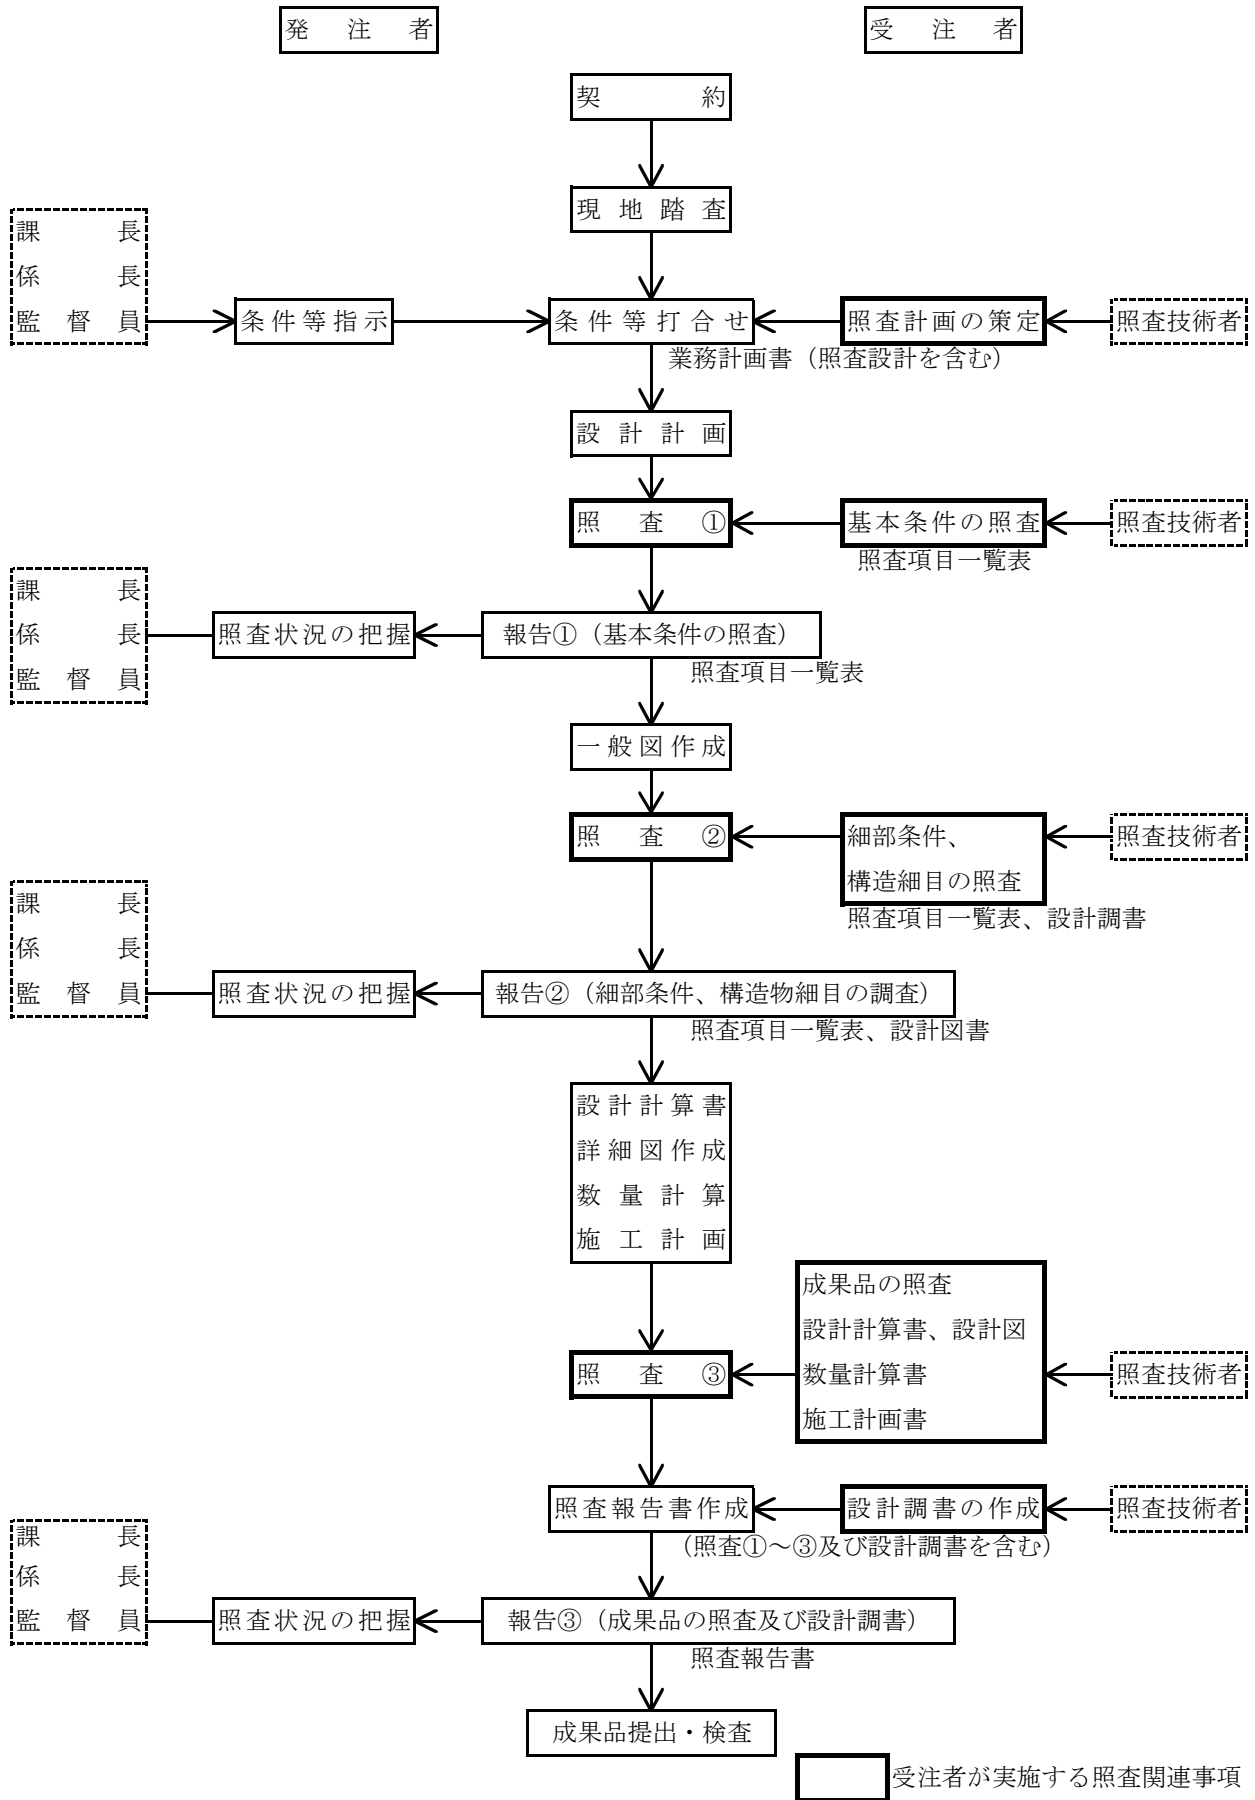 発注者
受注者
契約
現地踏査
課長
係長
監督員
条件等指示
条件等打合せ
照査計画の策定
照査技術者
業務計画書（照査設計を含む）
設計計画
照査①
基本条件の照査
照査技術者
照査項目一覧表
課長
係長
監督員
照査状況の把握
報告①（基本条件の照査）
照査項目一覧表
一般図作成
照査②
細部条件、
構造細目の照査
照査技術者
照査項目一覧表、設計調書
課長
係長
監督員
照査状況の把握
報告②（細部条件、構造物細目の調査）
照査項目一覧表、設計図書
設計計算書
詳細図作成
数量計算
施工計画
成果品の照査
設計計算書、設計図
数量計算書
施工計画書
照査③
照査技術者
照査報告書作成
設計調書の作成
照査技術者
（照査①～③及び設計調書を含む）
課長
係長
監督員
照査状況の把握
報告③（成果品の照査及び設計調書）
照査報告書
成果品提出・検査
受注者が実施する照査関連事項